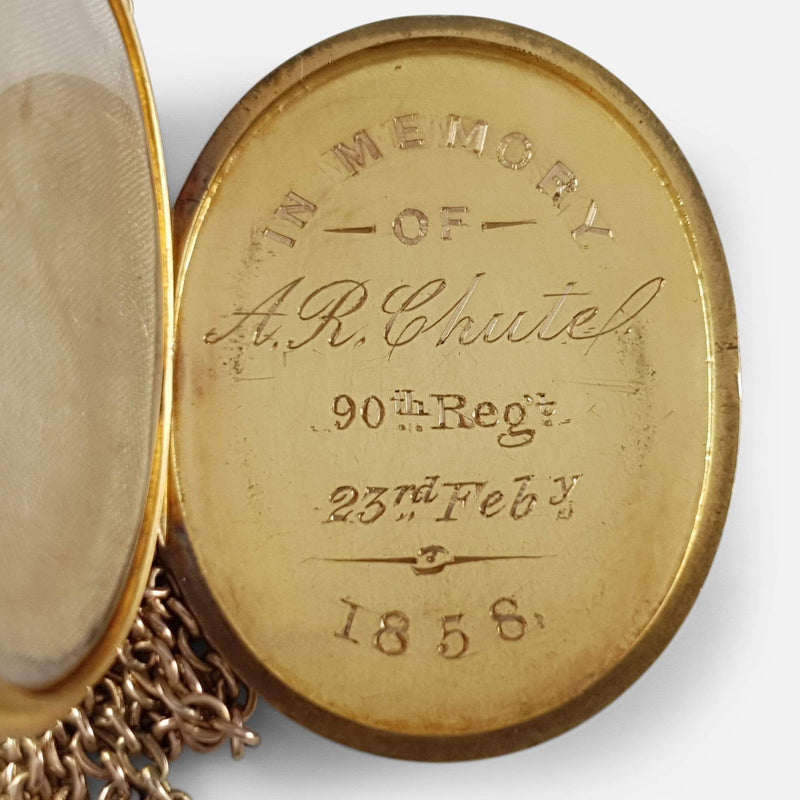 IN MEMORY
— OF —
A. R. Chute
90th Regt
23rd Feby
1858.